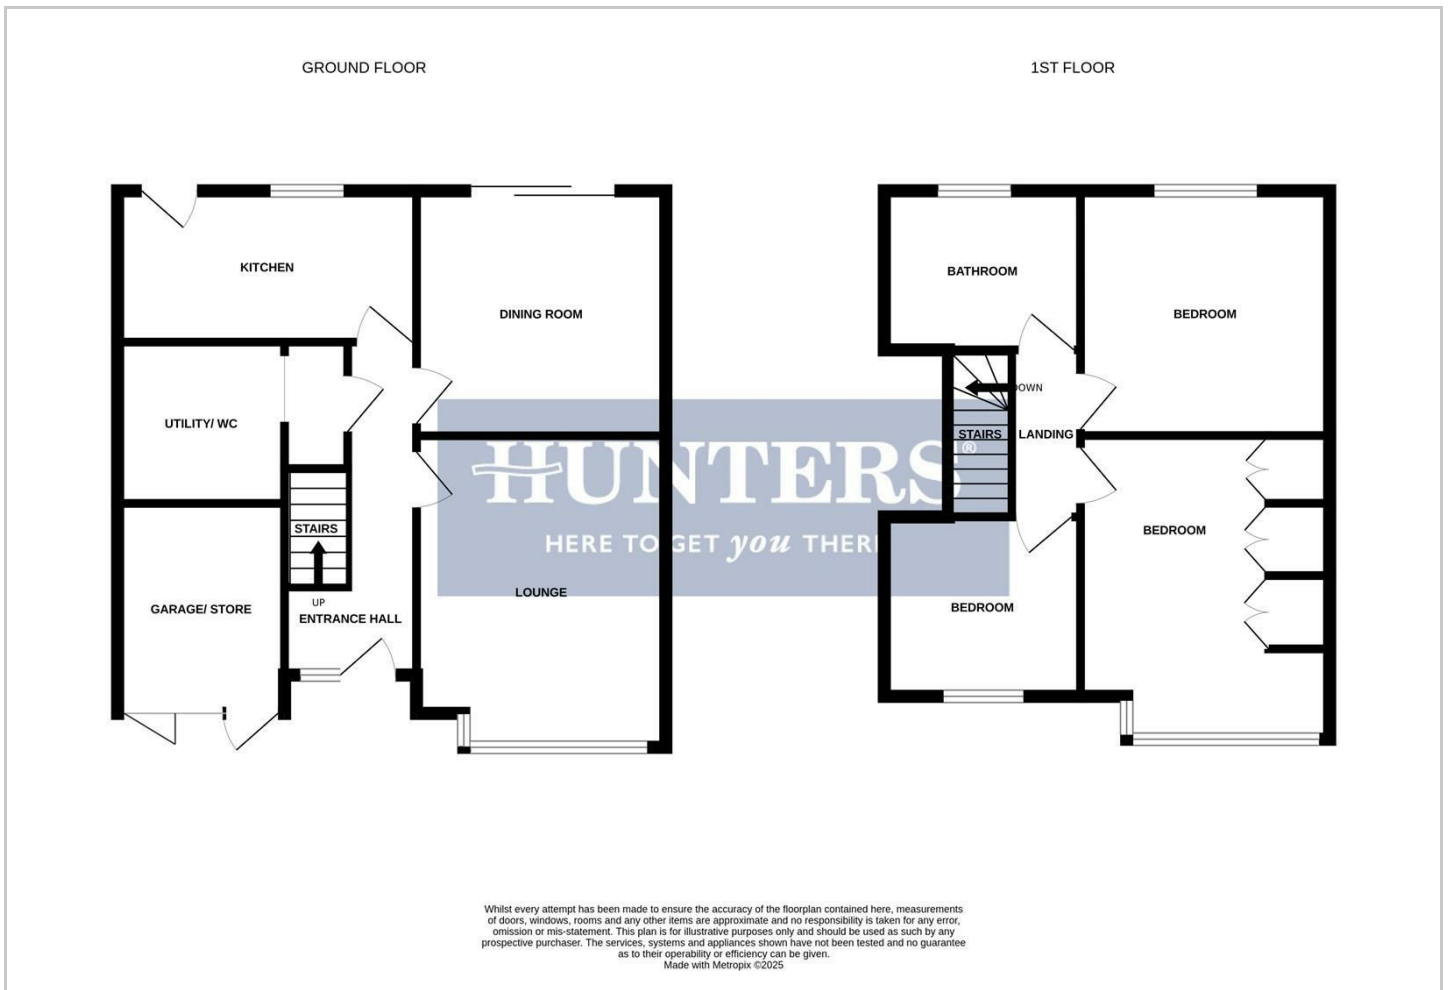 GROUND FLOOR
1ST FLOOR
KITCHEN
DINING ROOM
UTILITY/ WC
STAIRS
UP
GARAGE/ STORE
ENTRANCE HALL
LOUNGE
BATHROOM
BEDROOM
DOWN
STAIRS
LANDING
BEDROOM
BEDROOM
HUNTERS®
HERE TO GET you THERE
Whilst every attempt has been made to ensure the accuracy of the floorplan contained here, measurements
of doors, windows, rooms and any other items are approximate and no responsibility is taken for any error,
omission or mis-statement. This plan is for illustrative purposes only and should be used as such by any
prospective purchaser. The services, systems and appliances shown have not been tested and no guarantee
as to their operability or efficiency can be given.
Made with Metropix ©2025